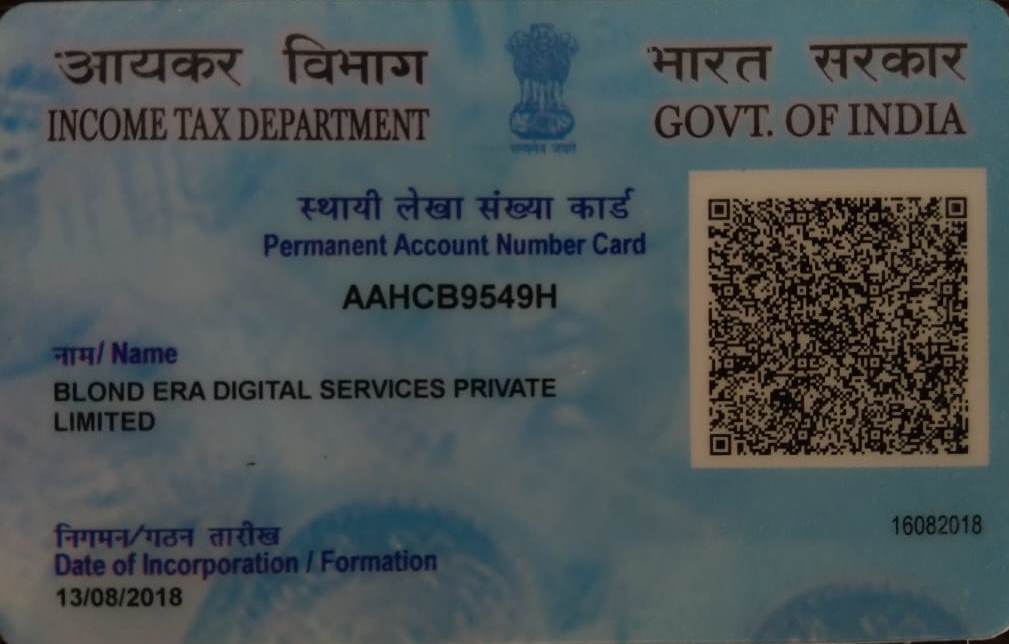 आयकर विभाग
INCOME TAX DEPARTMENT
सत्यमेव जयते
भारत सरकार
GOVT. OF INDIA
स्थायी लेखा संख्या कार्ड
Permanent Account Number Card
AAHCB9549H
नाम/ Name
BLOND ERA DIGITAL SERVICES PRIVATE
LIMITED
निगमन/गठन तारीख
Date of Incorporation / Formation
13/08/2018
16082018